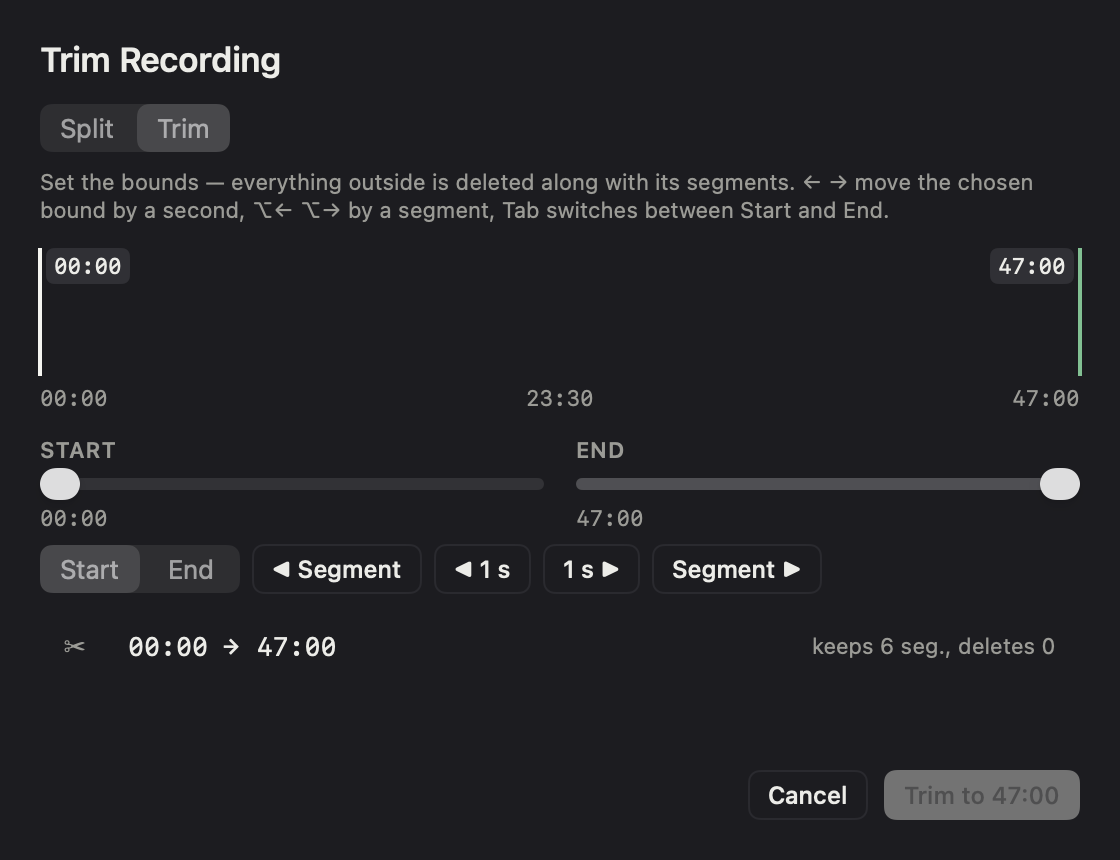 Trim Recording
Split Trim
Set the bounds — everything outside is deleted along with its segments. ← → move the chosen
bound by a second, ⌥← ⌥→ by a segment, Tab switches between Start and End.
00:00 47:00
00:00 23:30 47:00
START END
00:00 47:00
Start End ◀ Segment ◀ 1 s 1 s ▶ Segment ▶
✂ 00:00 → 47:00 keeps 6 seg., deletes 0
Cancel Trim to 47:00